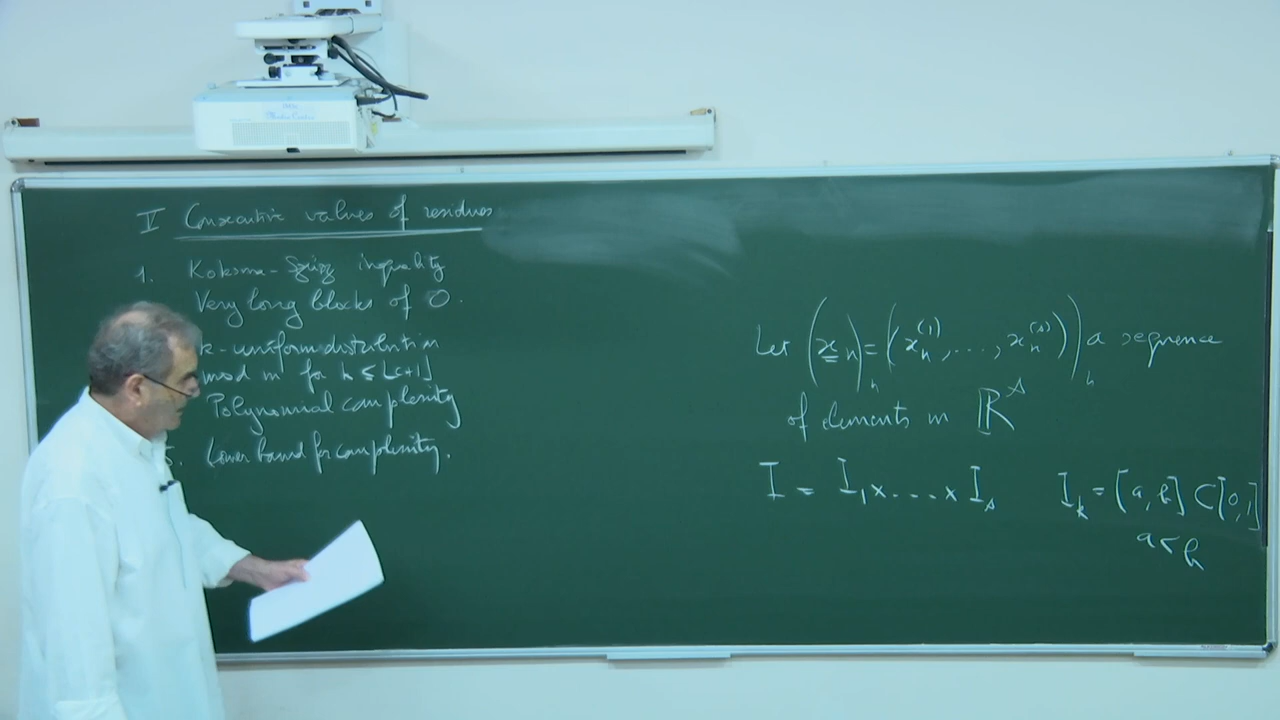 V Consecutive values of residues
1. Koksma - Szüsz inequality
Very long blocks of 0.
k-uniform distribution
mod m for k ≤ [c+1]
Polynomial complexity
5. Lower bound for complexity.
Let (x_n)_n = ((x_n^(1), ..., x_n^(s)))_n a sequence
of elements in ℝ^s
I = I_1 × .... × I_s I_k = [a, b] ⊂ [0,1]
a < b